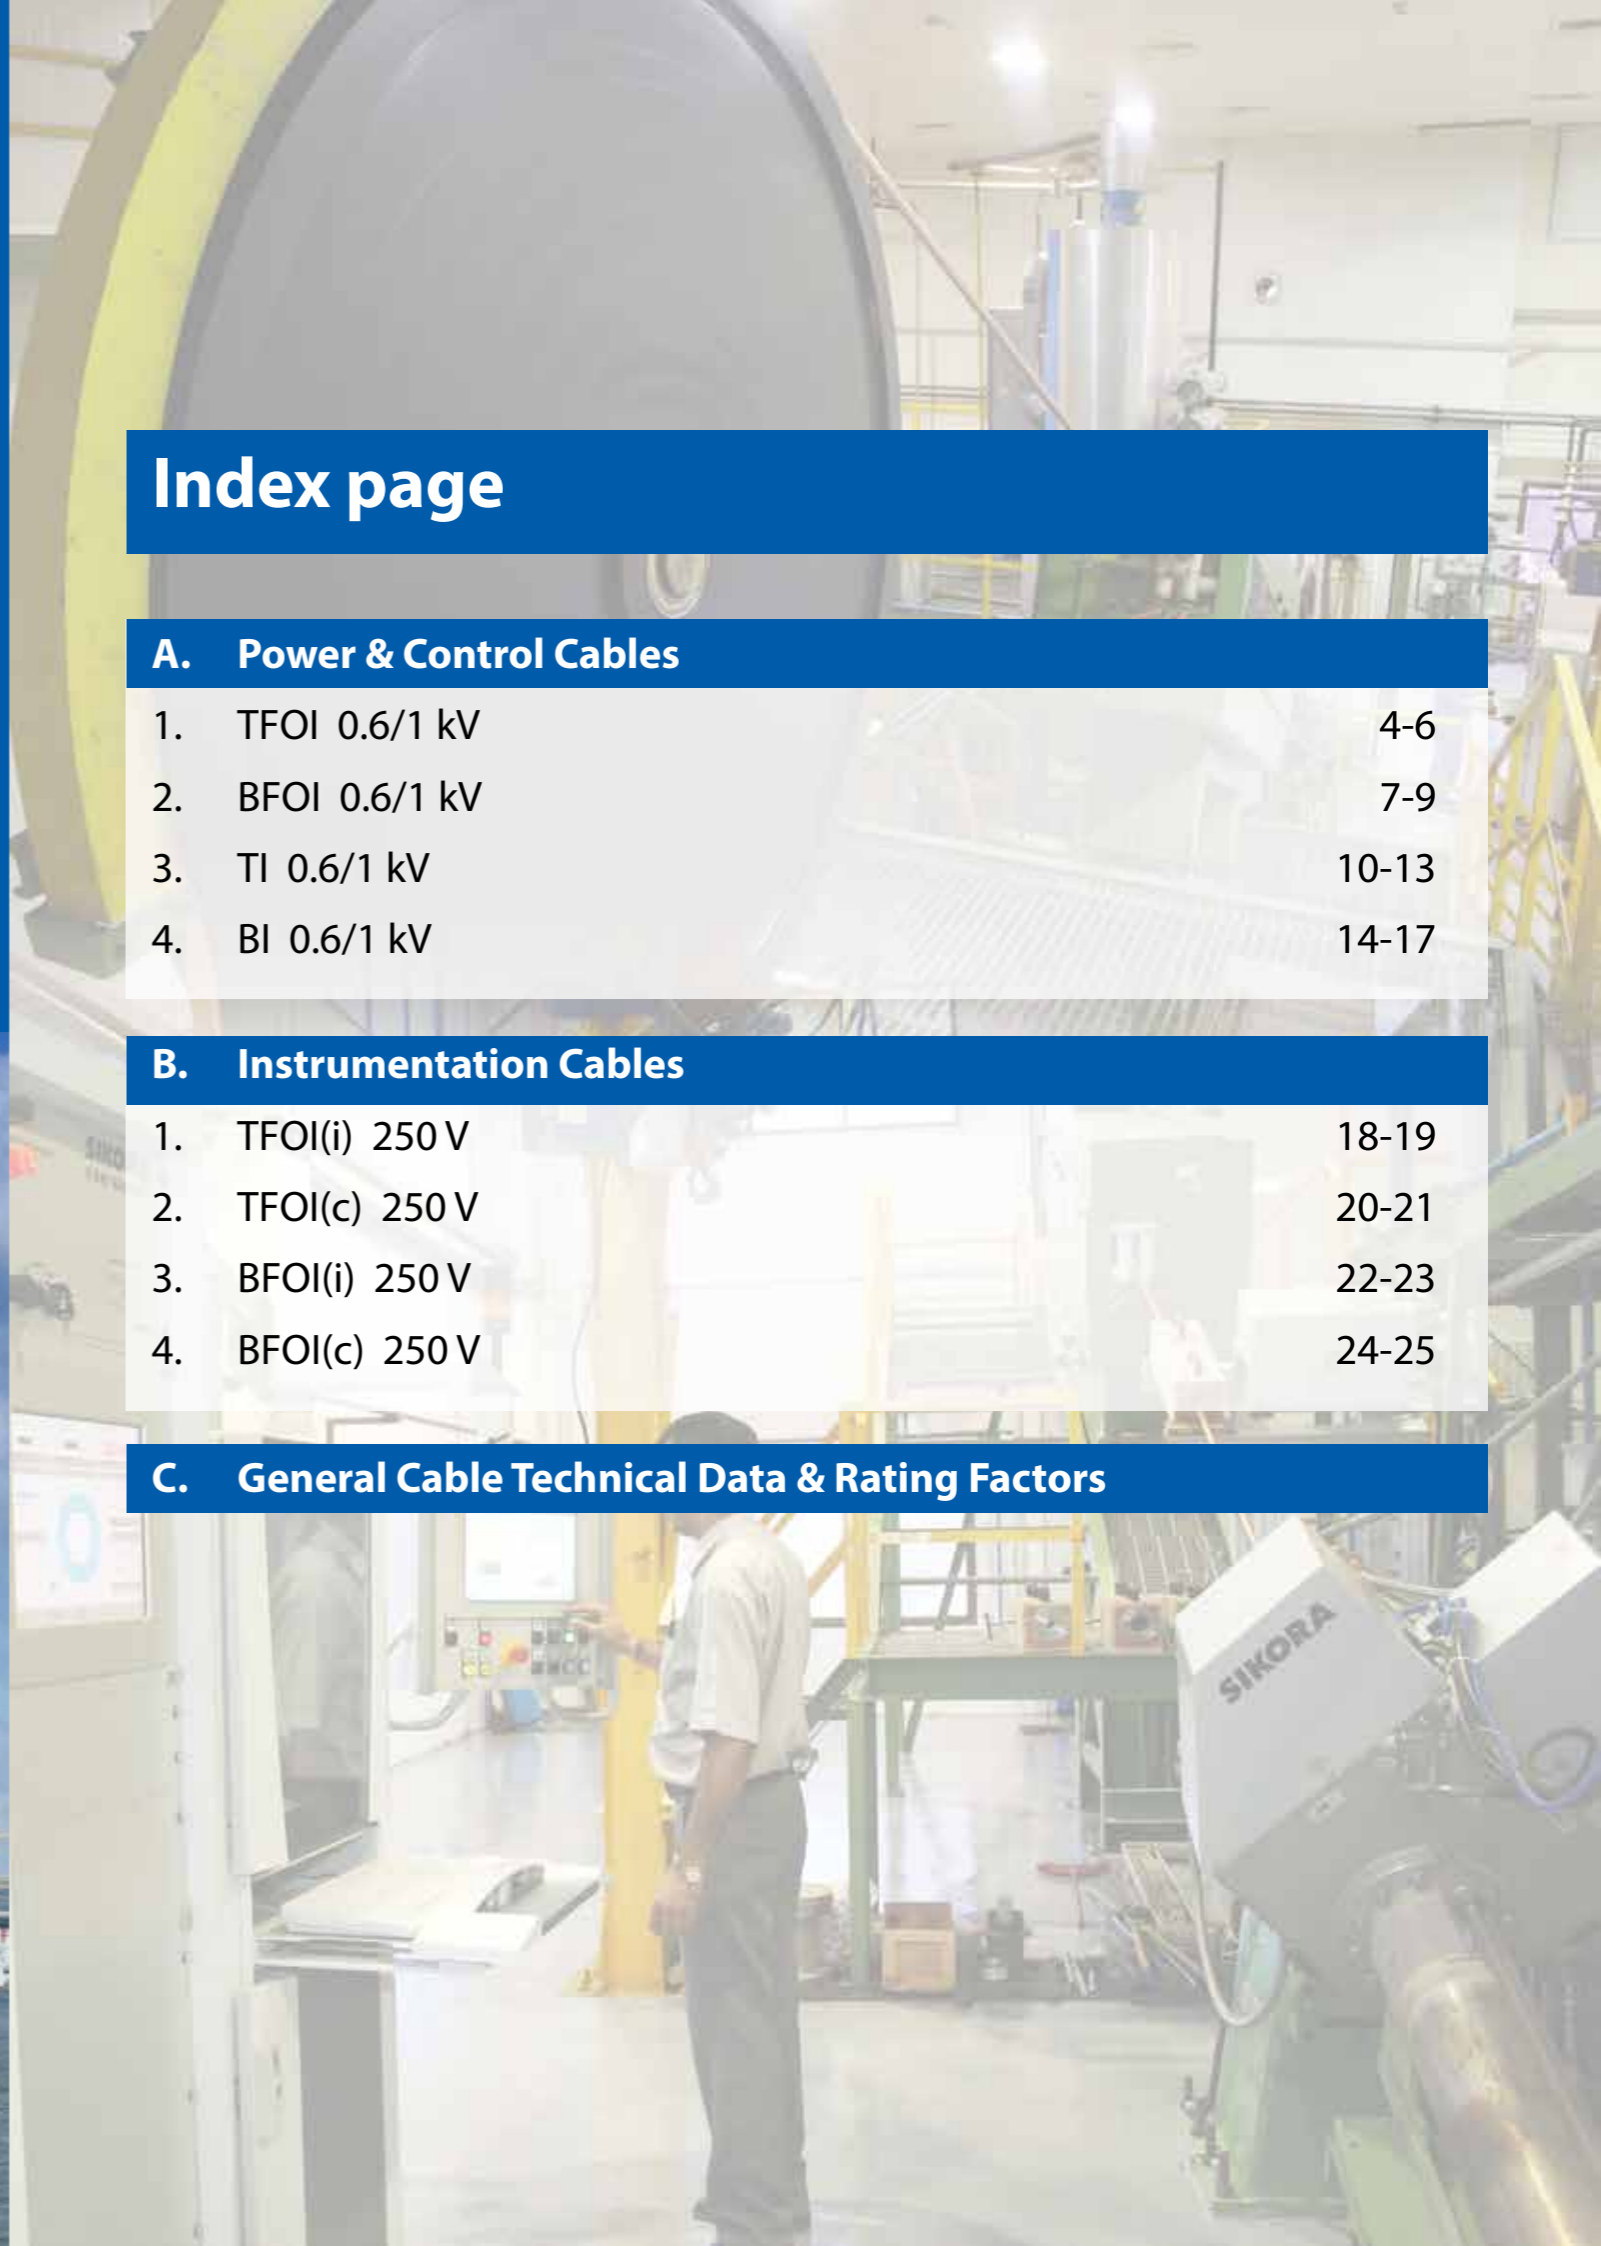 Index page
A. Power & Control Cables
1. TFOI 0.6/1 kV 4-6
2. BFOI 0.6/1 kV 7-9
3. TI 0.6/1 kV 10-13
4. BI 0.6/1 kV 14-17
B. Instrumentation Cables
1. TFOI(i) 250 V 18-19
2. TFOI(c) 250 V 20-21
3. BFOI(i) 250 V 22-23
4. BFOI(c) 250 V 24-25
C. General Cable Technical Data & Rating Factors
SIKORA